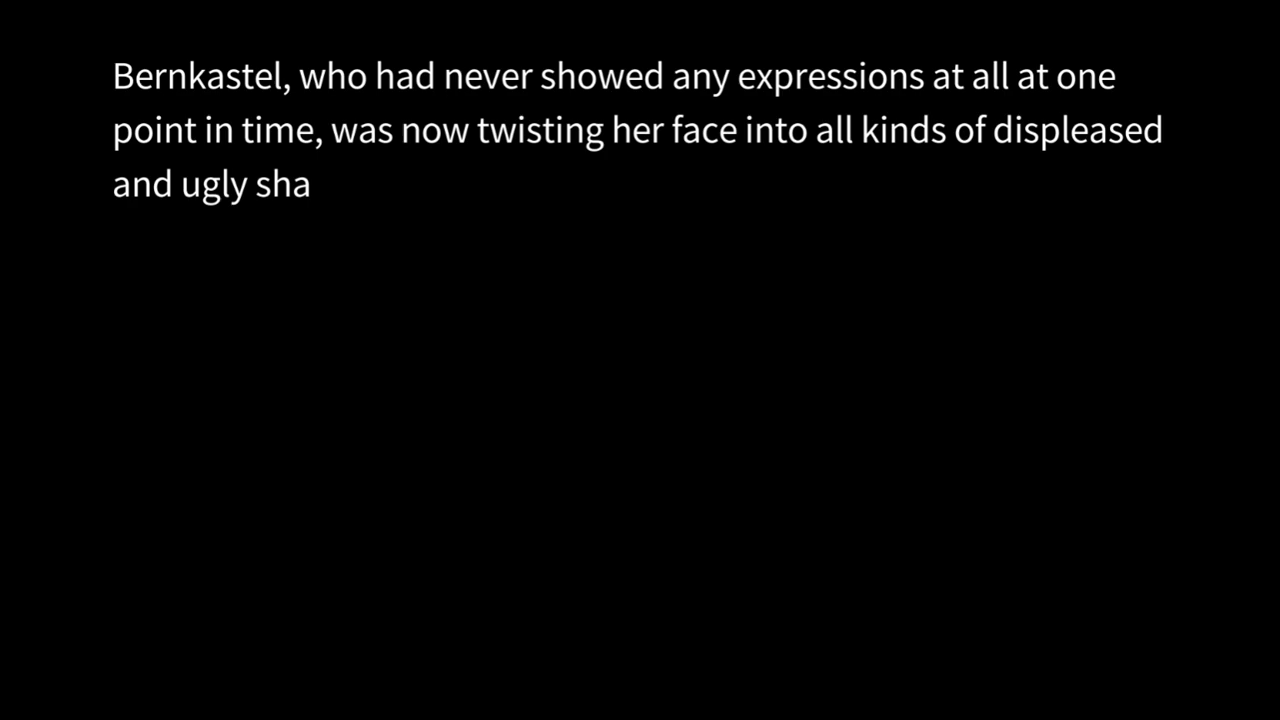 Bernkastel, who had never showed any expressions at all at one
point in time, was now twisting her face into all kinds of displeased
and ugly sha